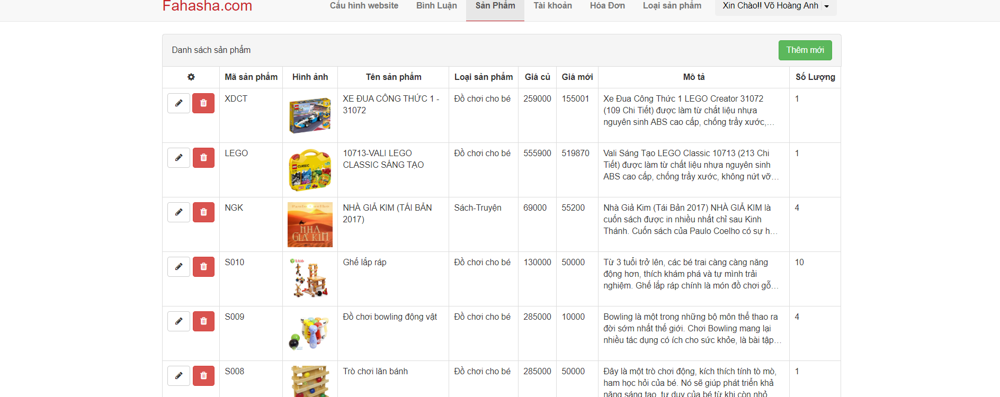 Fahasha.com
Cấu hình website Bình Luận Sản Phẩm Tài khoản Hóa Đơn Loại sản phẩm Xin Chào!! Võ Hoàng Anh
Danh sách sản phẩm Thêm mới
Mã sản phẩm Hình ảnh Tên sản phẩm Loại sản phẩm Giá củ Giá mới Mô tả Số Lượng
XDCT
XE ĐUA CÔNG THỨC 1 -
31072
Đồ chơi cho bé
259000
155001
Xe Đua Công Thức 1 LEGO Creator 31072
(109 Chi Tiết) được làm từ chất liệu nhựa
nguyên sinh ABS cao cấp, chống trầy xước,...
1
LEGO
CLASSIC
10713-VALI LEGO
CLASSIC SÁNG TẠO
Đồ chơi cho bé
555900
519870
Vali Sáng Tạo LEGO Classic 10713 (213 Chi
Tiết) được làm từ chất liệu nhựa nguyên sinh
ABS cao cấp, chống trầy xước, không nứt vỡ...
1
NGK
NHÀ
GIẢ KIM
NHÀ GIẢ KIM (TÁI BẢN
2017)
Sách-Truyện
69000
55200
Nhà Giả Kim (Tái Bản 2017) NHÀ GIẢ KIM là
cuốn sách được in nhiều nhất chỉ sau Kinh
Thánh. Cuốn sách của Paulo Coelho có sự h...
4
S010
Ghế lắp ráp
Đồ chơi cho bé
130000
50000
Từ 3 tuổi trở lên, các bé trai càng càng năng
động hơn, thích khám phá và tự mình trải
nghiệm. Ghế lắp ráp chính là món đồ chơi gỗ...
10
S009
Đồ chơi bowling động vật
Đồ chơi cho bé
285000
10000
Bowling là một trong những bộ môn thể thao ra
đời sớm nhất thế giới. Chơi Bowling mang lại
nhiều tác dụng có ích cho sức khỏe, là bài tập...
4
S008
Trò chơi lăn bánh
Đồ chơi cho bé
285000
50000
Đây là một trò chơi động, kích thích tính tò mò,
ham học hỏi của bé. Nó sẽ giúp phát triển khả
năng sáng tạo, tư duy của bé từ khi còn nhỏ
1